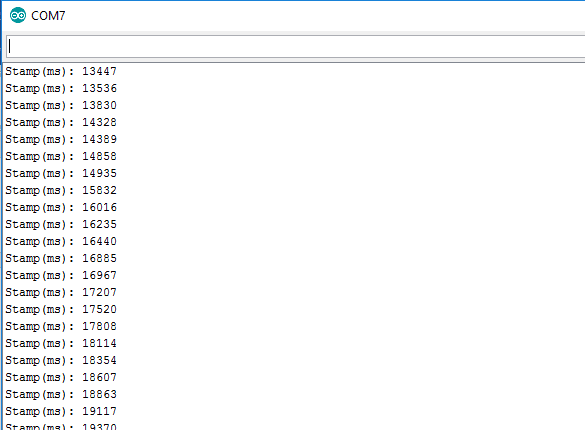 COM7
Stamp(ms): 13447
Stamp(ms): 13536
Stamp(ms): 13830
Stamp(ms): 14328
Stamp(ms): 14389
Stamp(ms): 14858
Stamp(ms): 14935
Stamp(ms): 15832
Stamp(ms): 16016
Stamp(ms): 16235
Stamp(ms): 16440
Stamp(ms): 16885
Stamp(ms): 16967
Stamp(ms): 17207
Stamp(ms): 17520
Stamp(ms): 17808
Stamp(ms): 18114
Stamp(ms): 18354
Stamp(ms): 18607
Stamp(ms): 18863
Stamp(ms): 19117
Stamp(ms): 19370